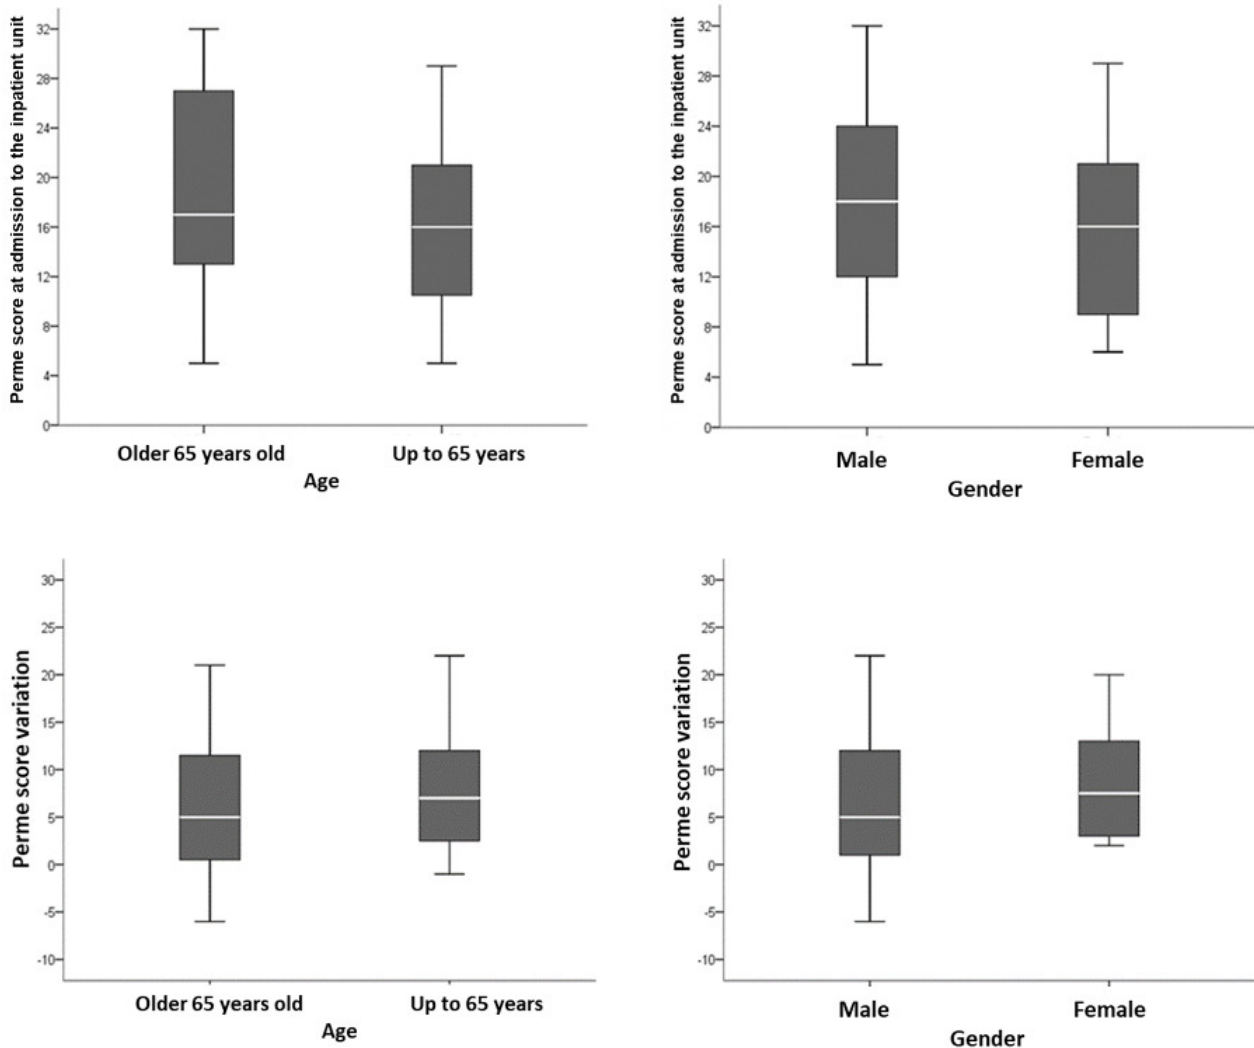 Perme score at admission to the inpatient unit
32
28
24
20
16
12
8
4
0
Older 65 years old
Up to 65 years
Age
Perme score at admission to the inpatient unit
32
28
24
20
16
12
8
4
0
Male
Female
Gender
Perme score variation
30
25
20
15
10
5
0
-5
-10
Older 65 years old
Up to 65 years
Age
Perme score variation
30
25
20
15
10
5
0
-5
-10
Male
Female
Gender